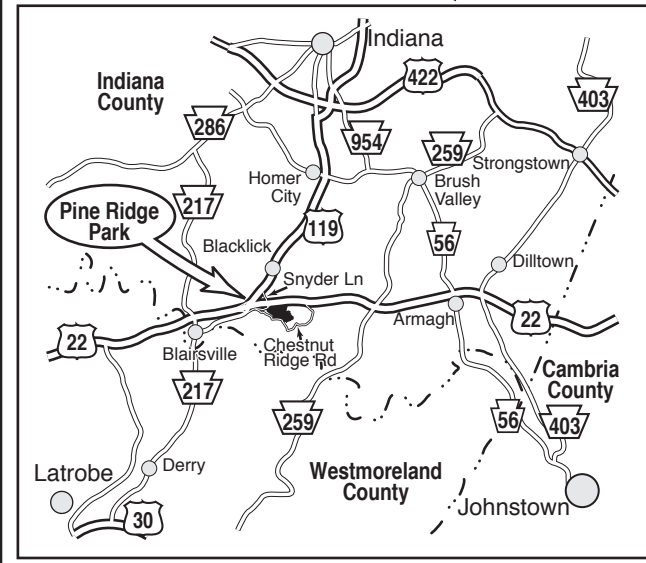 Indiana
Indiana
County
422
403
286
954
259
Strongstown
Homer
City
Brush
Valley
217
Pine Ridge
Park
119
Blacklick
56
Snyder Ln
Dilltown
Armagh
22
22
Blairsville
Chestnut
Ridge Rd
Cambria
County
217
259
56
403
Latrobe
Derry
Westmoreland
County
Johnstown
30